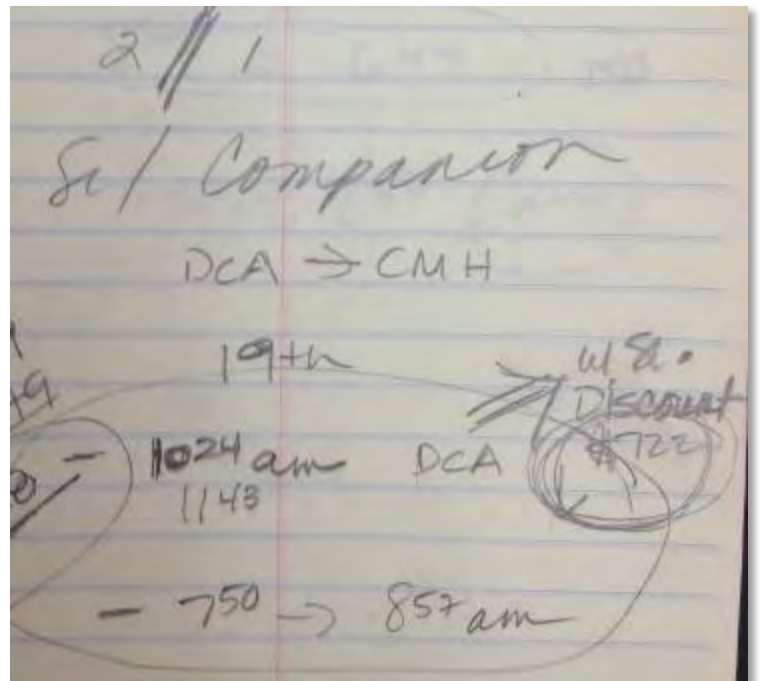 2 // 1
Sr/ Companion
DCA → CMH
19th
w/ Sr.
Discount
- 1024 am DCA $722
1143
- 750 → 857 am